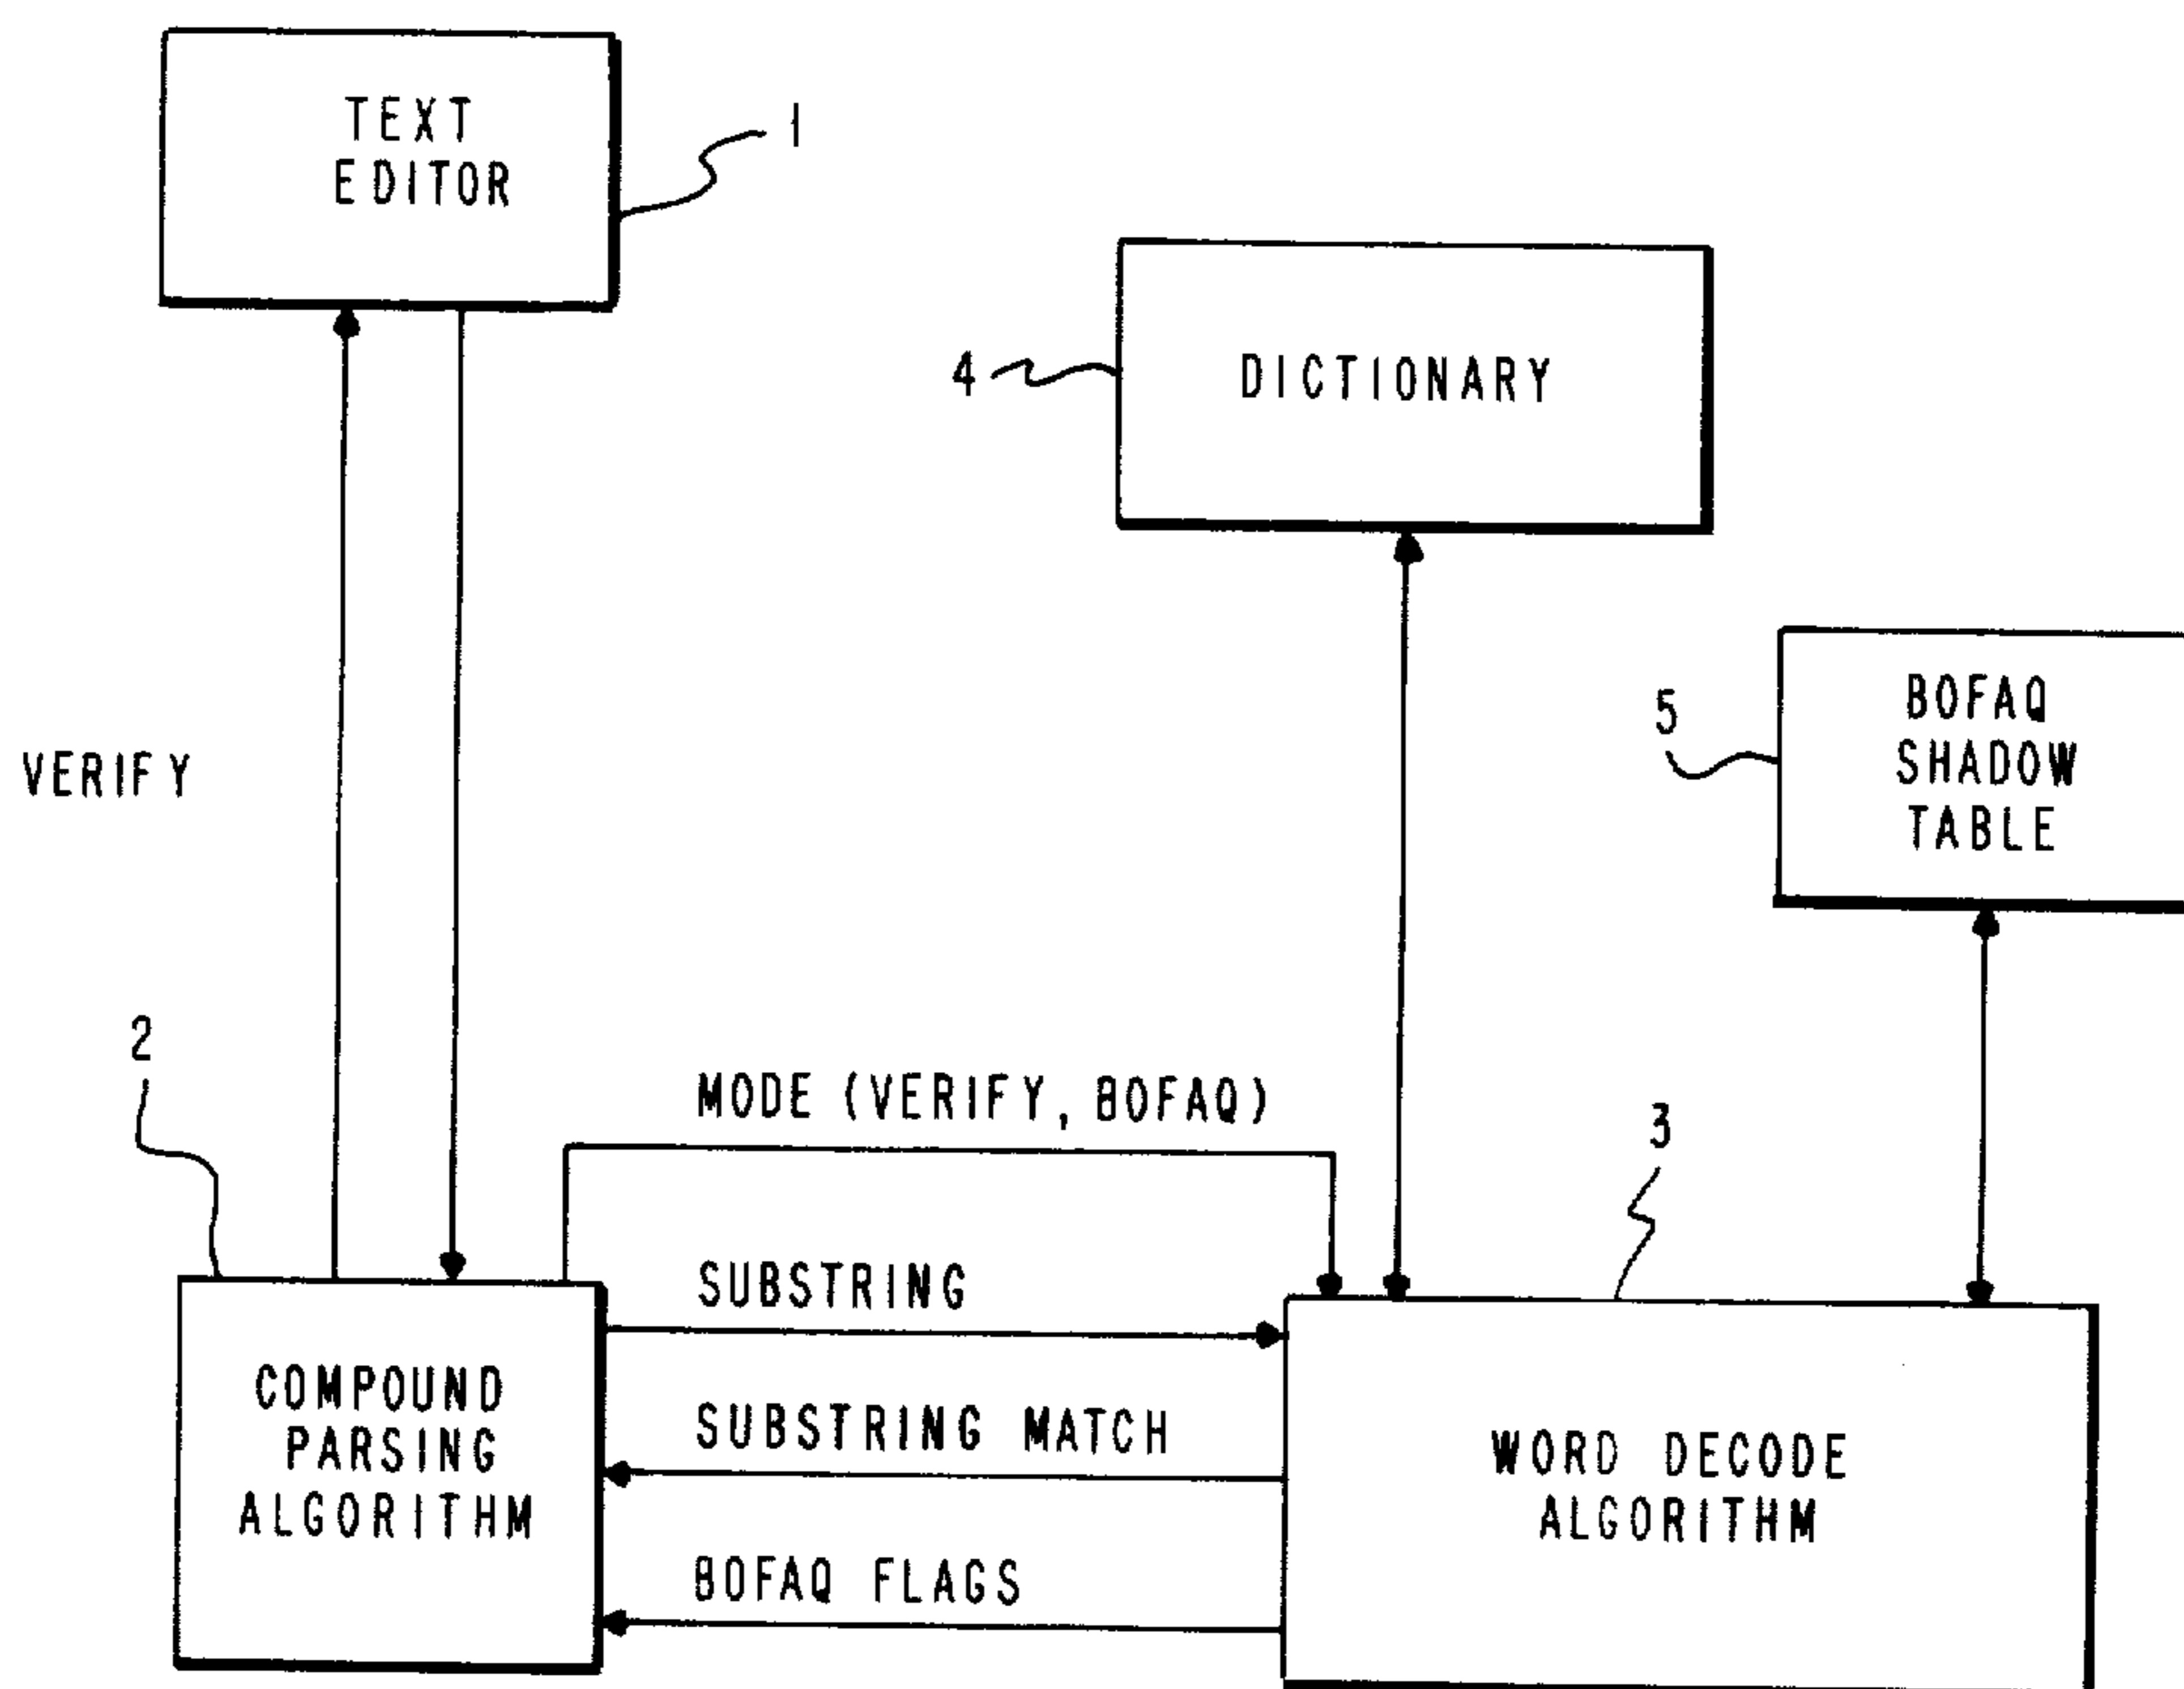 TEXT
EDITOR
1
4
DICTIONARY
5
BOFAQ
SHADOW
TABLE
VERIFY
2
MODE (VERIFY, BOFAQ)
3
SUBSTRING
COMPOUND
PARSING
ALGORITHM
SUBSTRING MATCH
WORD DECODE
ALGORITHM
BOFAQ FLAGS